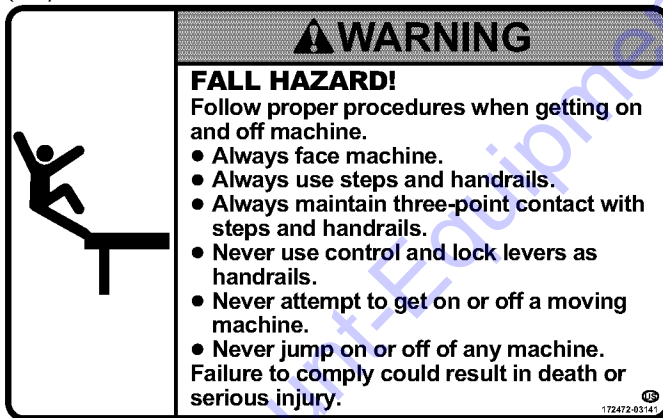 WARNING
FALL HAZARD!
Follow proper procedures when getting on
and off machine.
● Always face machine.
● Always use steps and handrails.
● Always maintain three-point contact with
steps and handrails.
● Never use control and lock levers as
handrails.
● Never attempt to get on or off a moving
machine.
● Never jump on or off of any machine.
Failure to comply could result in death or
serious injury.
US
172472-03141
unt-Equipmen